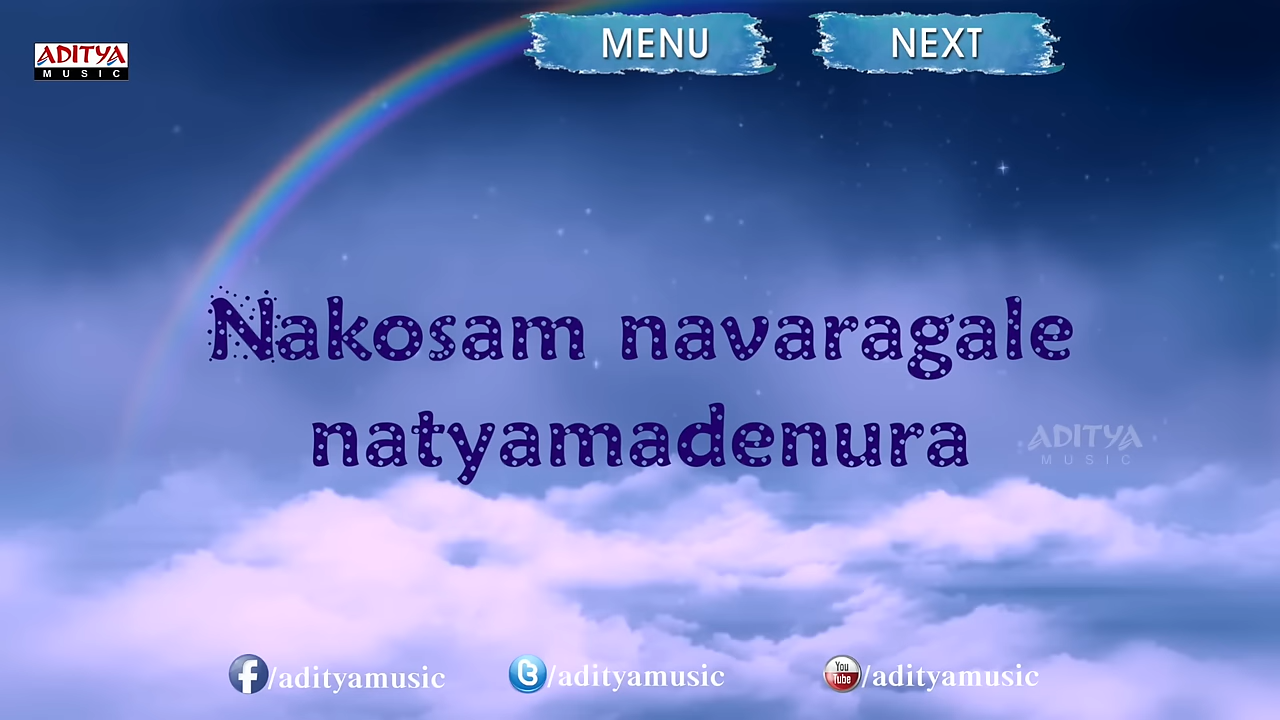 ADITYA
MUSIC
MENU
NEXT
Nakosam navaragale
natyamadenura
ADITYA
MUSIC
/adityamusic
/adityamusic
You
Tube
/adityamusic